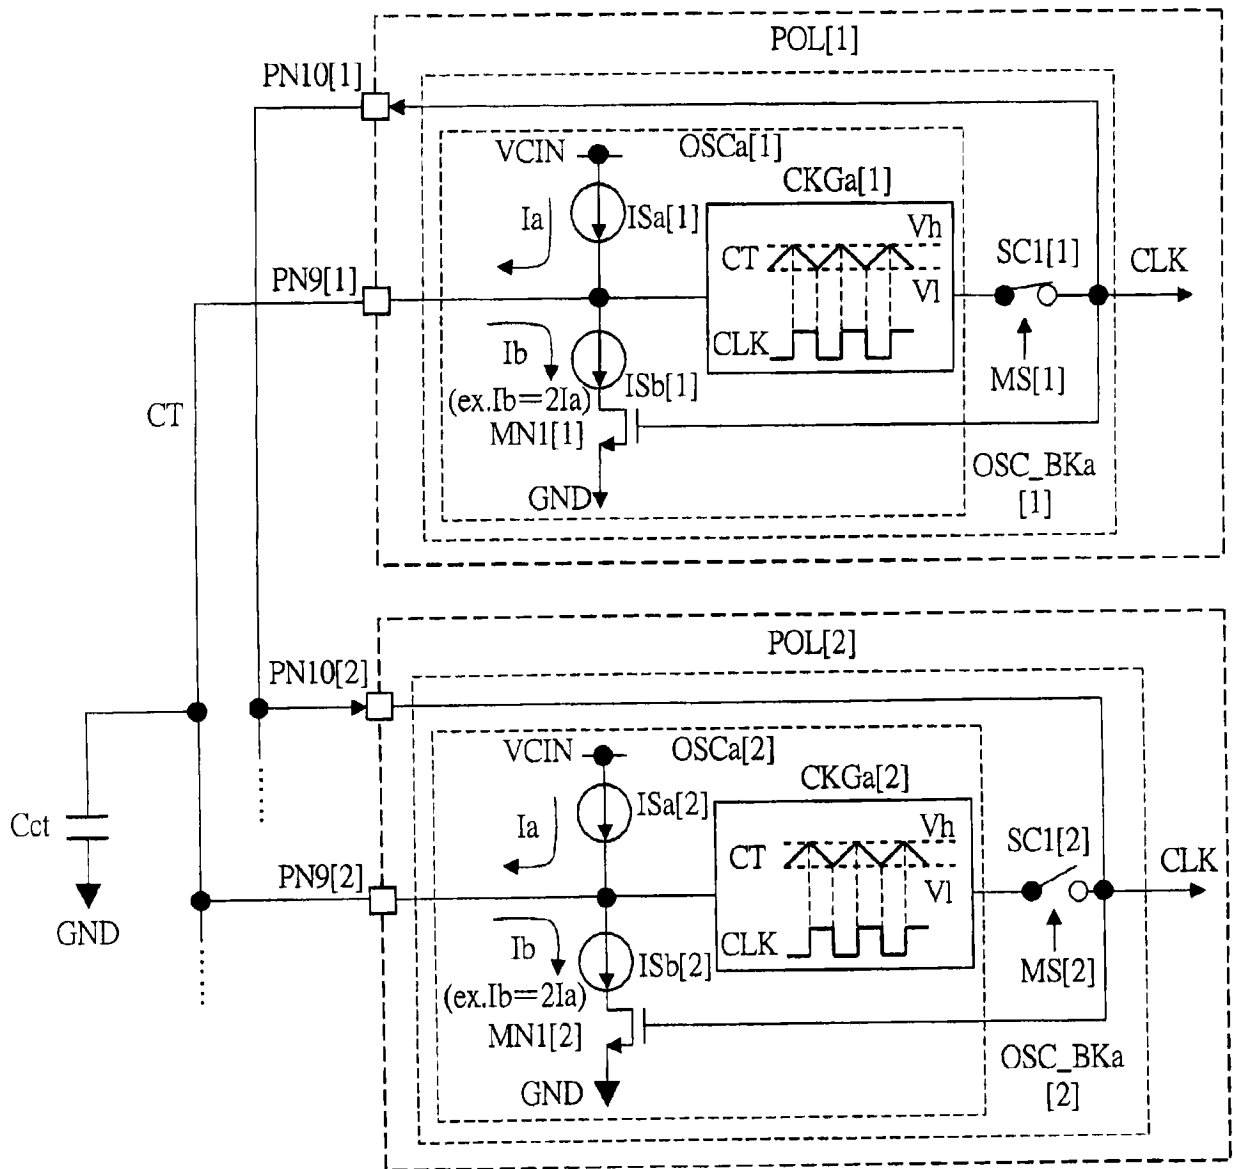 POL[1]
PN10[1]
VCIN
OSCa[1]
CKGa[1]
Ia
ISa[1]
Vh
CT
SC1[1]
CLK
PN9[1]
Vl
Ib
CLK
(ex.Ib=2Ia)
ISb[1]
MS[1]
CT
MN1[1]
OSC_BKa
[1]
GND
POL[2]
PN10[2]
VCIN
OSCa[2]
CKGa[2]
Ia
ISa[2]
Vh
Cct
CT
SC1[2]
CLK
PN9[2]
Vl
GND
Ib
CLK
ISb[2]
MS[2]
(ex.Ib=2Ia)
MN1[2]
OSC_BKa
[2]
GND